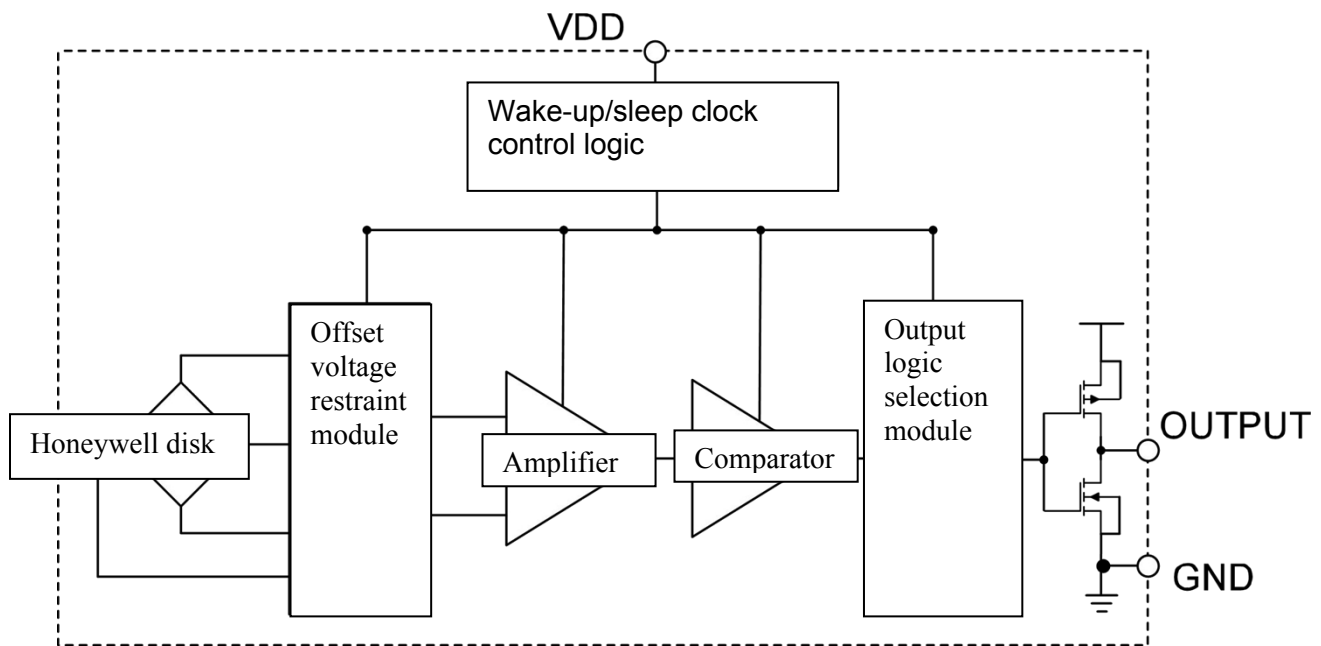 VDD
Wake-up/sleep clock
control logic
Offset
voltage
restraint
module
Output
logic
selection
module
Honeywell disk
Amplifier
Comparator
OUTPUT
GND